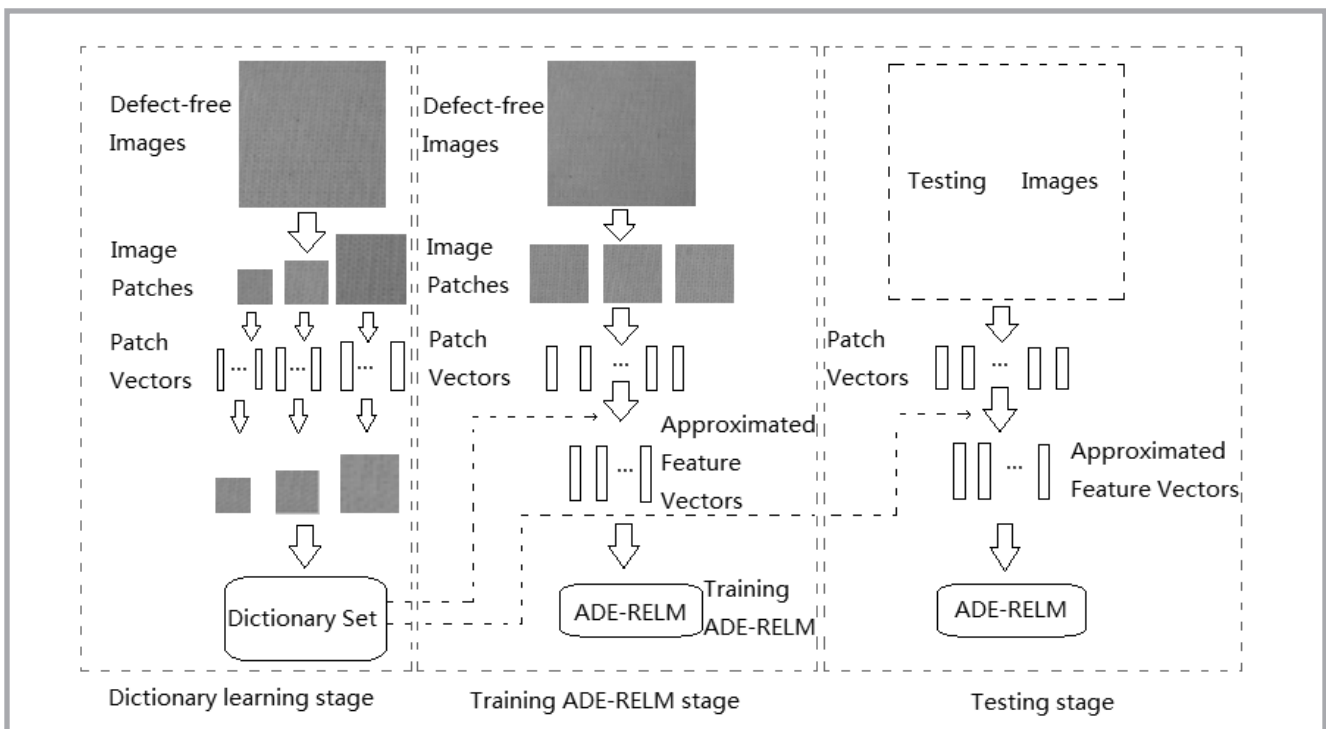 Defect-free
Images
Image
Patches
Patch
Vectors
...
...
...
Dictionary Set
Dictionary learning stage
Defect-free
Images
Image
Patches
Patch
Vectors
...
Approximated
Feature
Vectors
...
ADE-RELM
Training
ADE-RELM
Training ADE-RELM stage
Testing Images
Patch
Vectors
...
Approximated
Feature Vectors
...
ADE-RELM
Testing stage